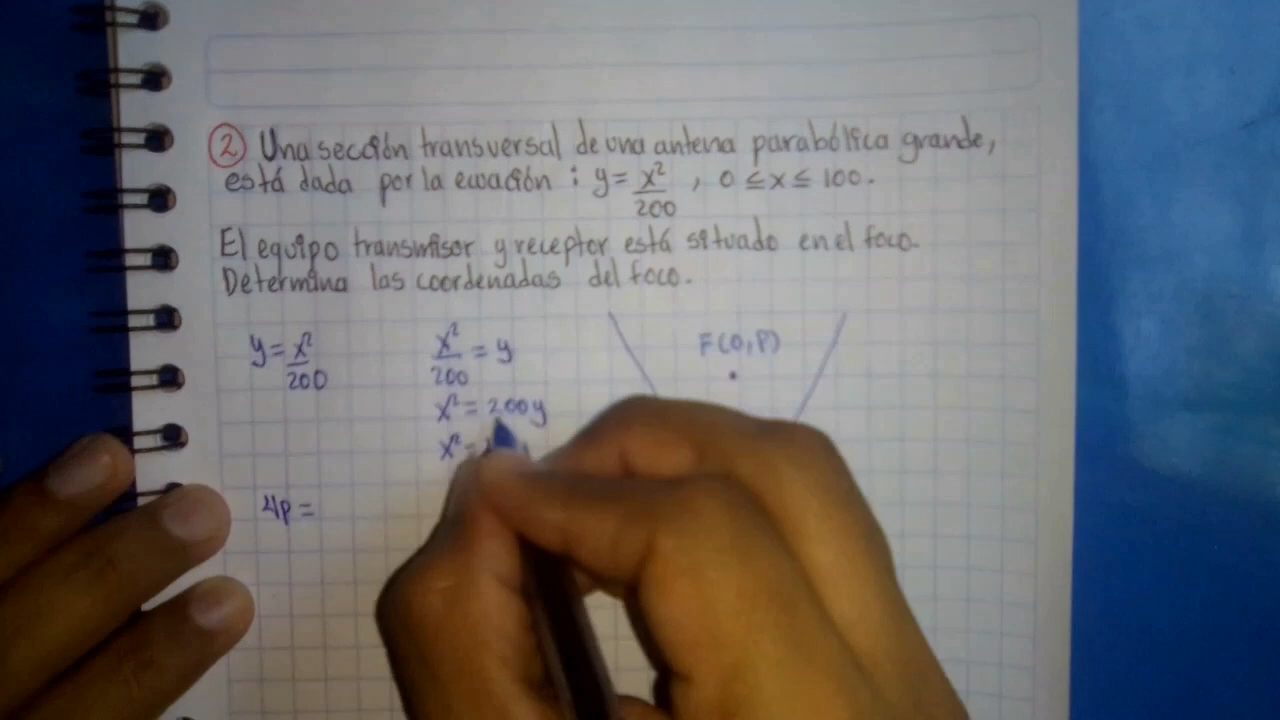 2 Una sección transversal de una antena parabólica grande,
está dada por la ecuación : y = x²/200 , 0 ≤ x ≤ 100.
El equipo transmisor y receptor está situado en el foco.
Determina las coordenadas del foco.
y = x²/200
x²/200 = y
x² = 200y
x² =
F(0,P)
4p =